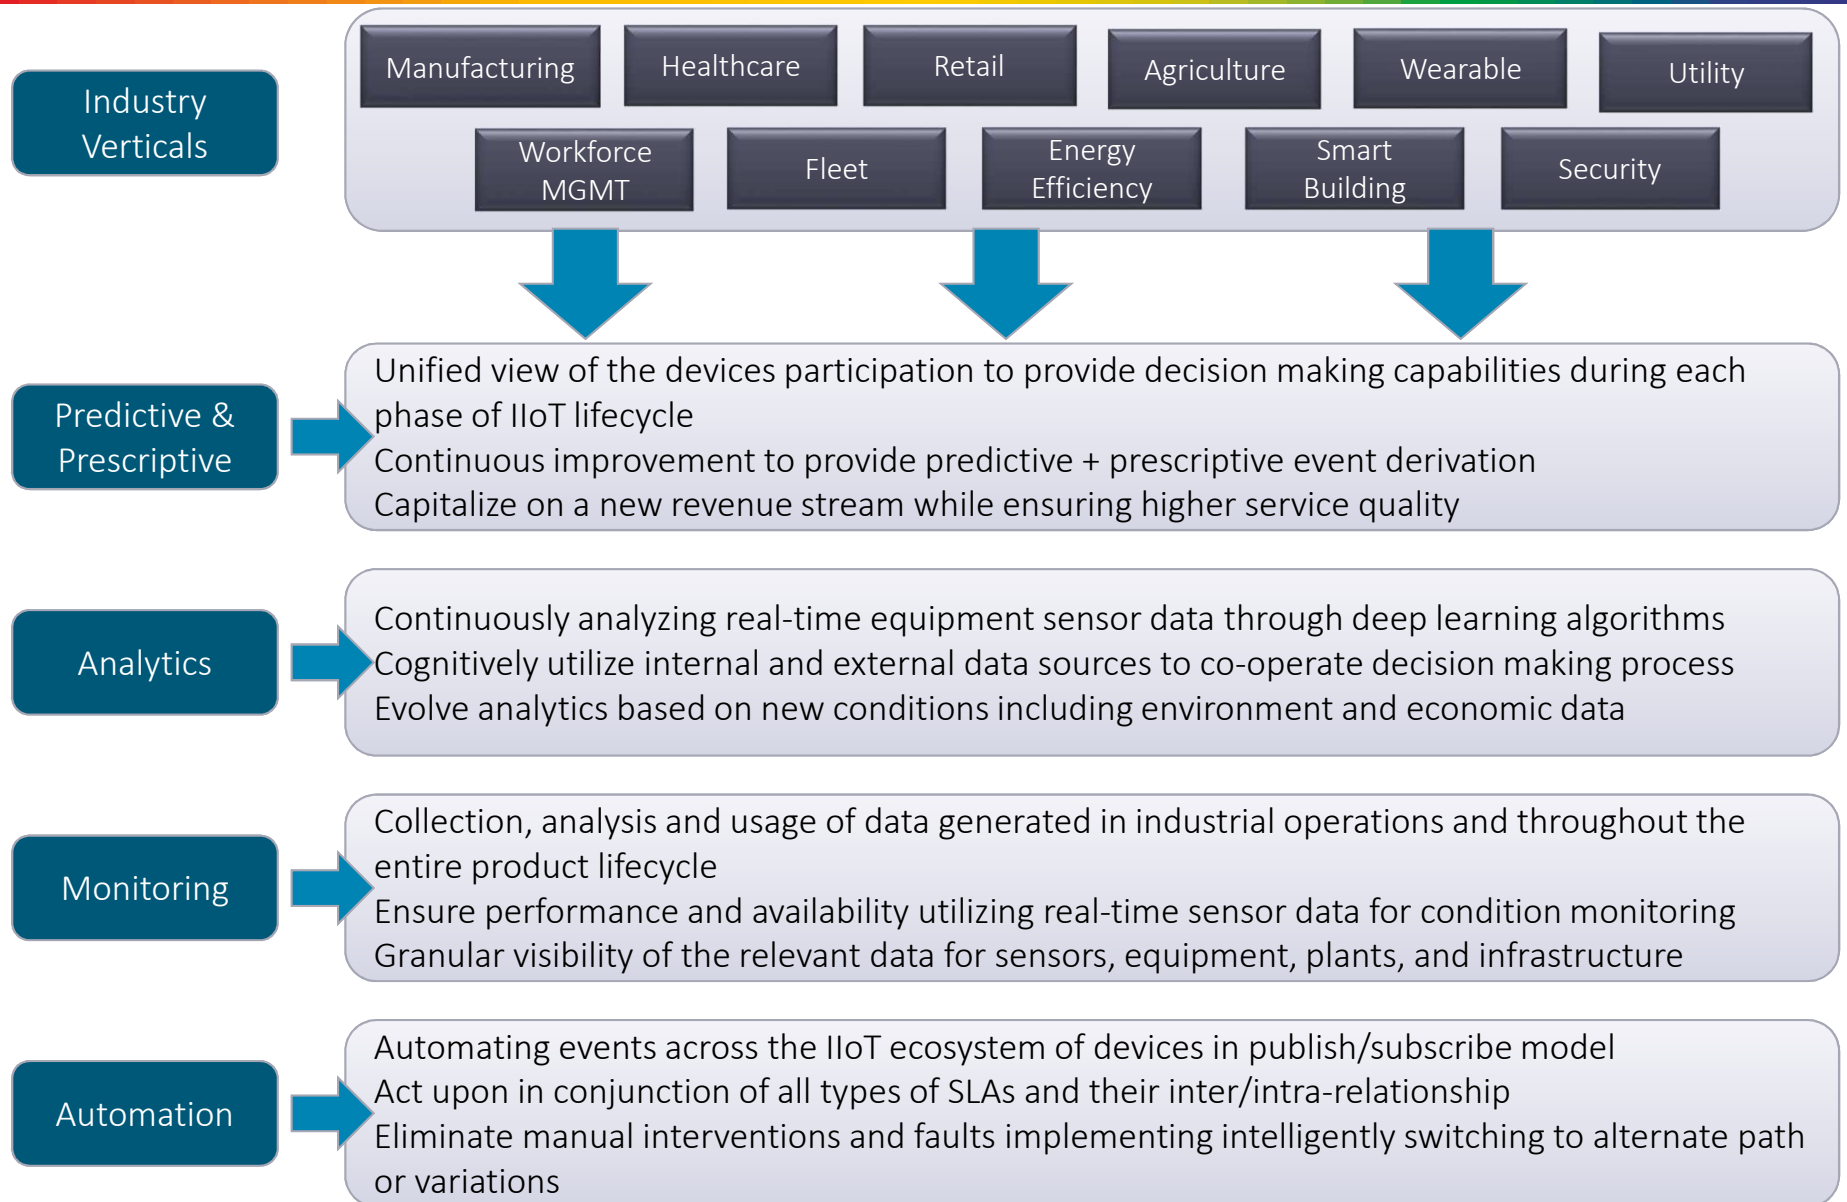 Industry
Verticals
Manufacturing
Healthcare
Retail
Agriculture
Wearable
Utility
Workforce
MGMT
Fleet
Energy
Efficiency
Smart
Building
Security
Predictive &
Prescriptive
Unified view of the devices participation to provide decision making capabilities during each
phase of IIoT lifecycle
Continuous improvement to provide predictive + prescriptive event derivation
Capitalize on a new revenue stream while ensuring higher service quality
Analytics
Continuously analyzing real-time equipment sensor data through deep learning algorithms
Cognitively utilize internal and external data sources to co-operate decision making process
Evolve analytics based on new conditions including environment and economic data
Monitoring
Collection, analysis and usage of data generated in industrial operations and throughout the
entire product lifecycle
Ensure performance and availability utilizing real-time sensor data for condition monitoring
Granular visibility of the relevant data for sensors, equipment, plants, and infrastructure
Automation
Automating events across the IIoT ecosystem of devices in publish/subscribe model
Act upon in conjunction of all types of SLAs and their inter/intra-relationship
Eliminate manual interventions and faults implementing intelligently switching to alternate path
or variations